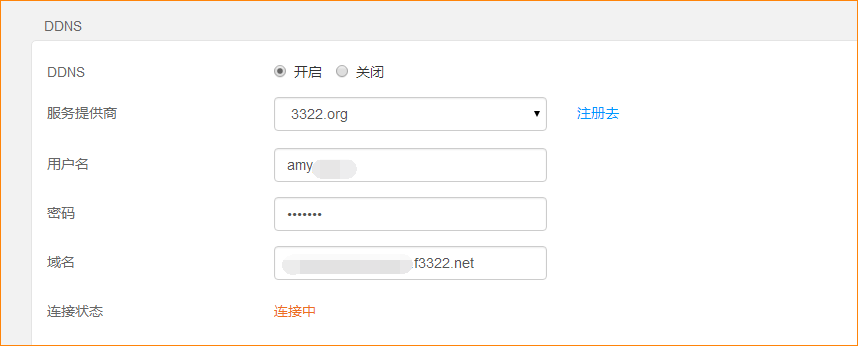 DDNS
DDNS 开启 关闭
服务提供商 3322.org 注册去
用户名 amy
密码 •••••••
域名 .f3322.net
连接状态 连接中